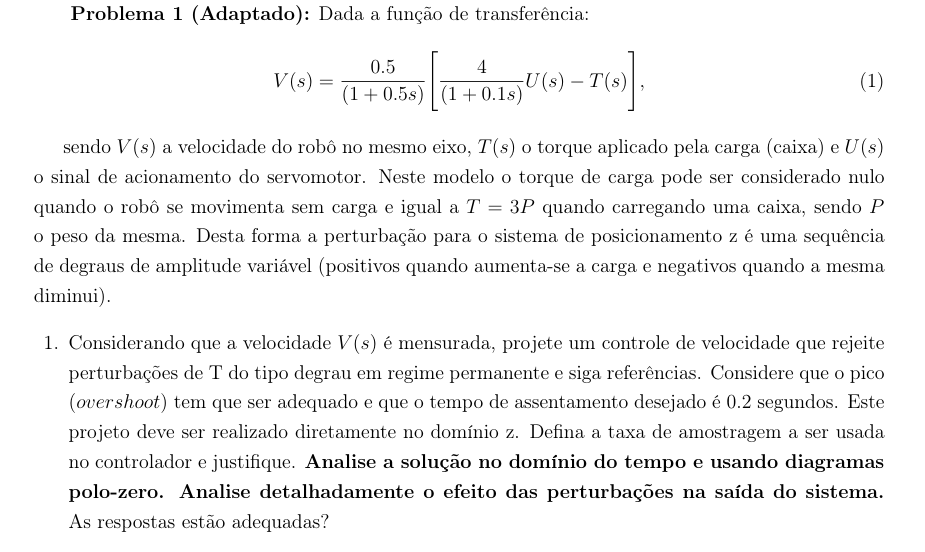 Problema 1 (Adaptado): Dada a função de transferência:
V(s) = \frac{0.5}{(1 + 0.5s)} \left[ \frac{4}{(1 + 0.1s)} U(s) − T(s) \right], (1)
sendo V(s) a velocidade do robô no mesmo eixo, T(s) o torque aplicado pela carga (caixa) e U(s)
o sinal de acionamento do servomotor. Neste modelo o torque de carga pode ser considerado nulo
quando o robô se movimenta sem carga e igual a T = 3P quando carregando uma caixa, sendo P
o peso da mesma. Desta forma a perturbação para o sistema de posicionamento z é uma sequência
de degraus de amplitude variável (positivos quando aumenta-se a carga e negativos quando a mesma
diminui).
1. Considerando que a velocidade V(s) é mensurada, projete um controle de velocidade que rejeite
perturbações de T do tipo degrau em regime permanente e siga referências. Considere que o pico
(overshoot) tem que ser adequado e que o tempo de assentamento desejado é 0.2 segundos. Este
projeto deve ser realizado diretamente no domínio z. Defina a taxa de amostragem a ser usada
no controlador e justifique. Analise a solução no domínio do tempo e usando diagramas
polo-zero. Analise detalhadamente o efeito das perturbações na saída do sistema.
As respostas estão adequadas?